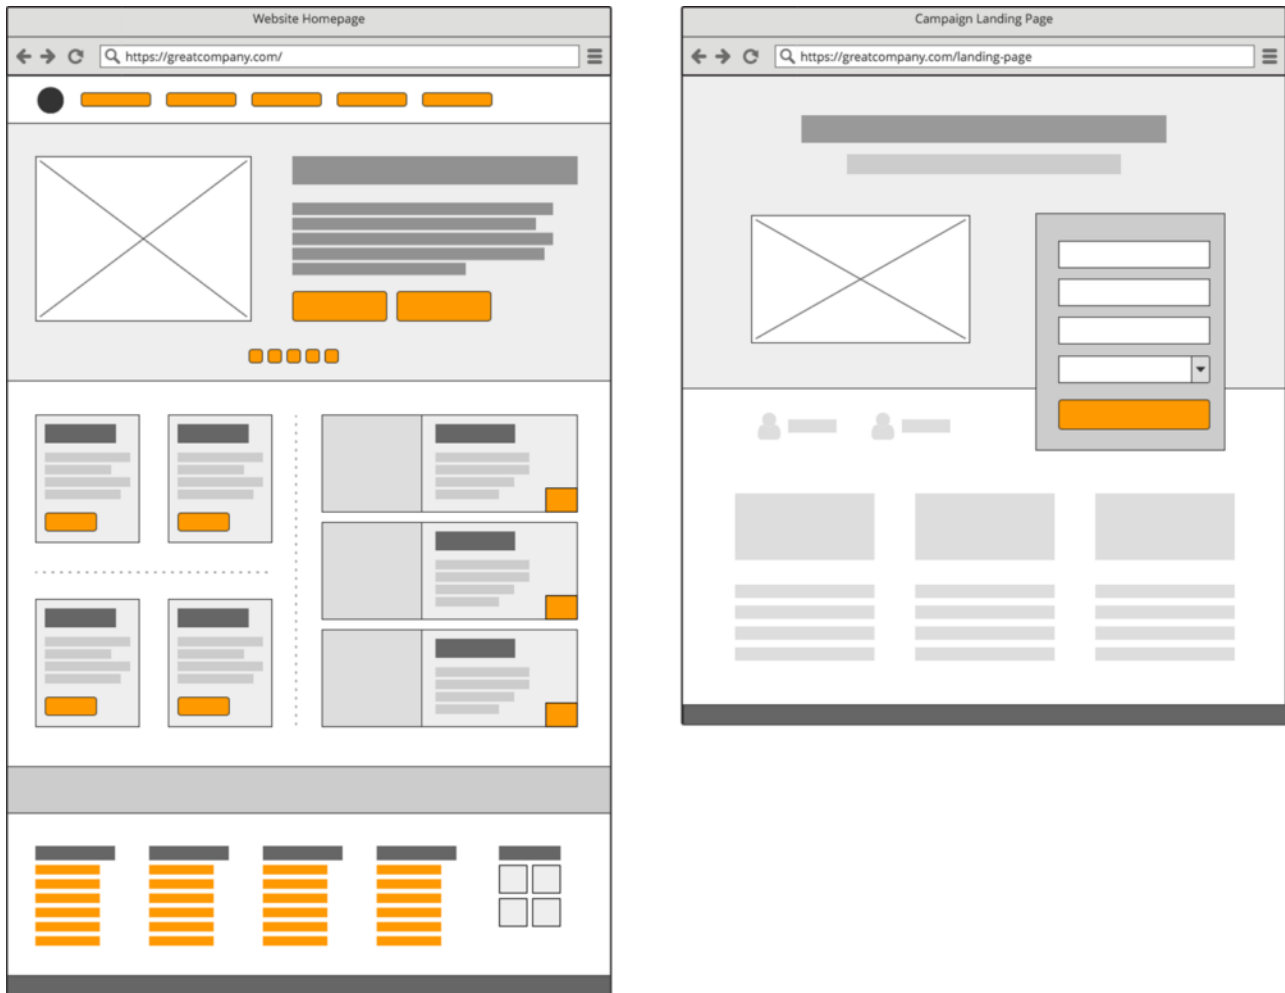 Website Homepage
https://greatcompany.com/
Campaign Landing Page
https://greatcompany.com/landing-page